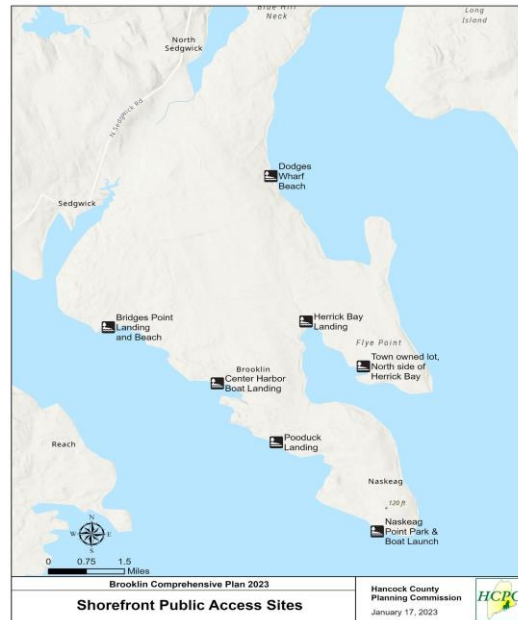 Blue Hill
Neck
Long
Island
North
Sedgwick
N Sedgwick Rd
Dodges
Wharf
Beach
Sedgwick
Bridges Point
Landing
and Beach
Herrick Bay
Landing
Flye Point
Town owned lot,
North side of
Herrick Bay
Brooklin
Center Harbor
Boat Landing
Pooduck
Landing
Reach
Naskeag
120 ft
Naskeag
Point Park &
Boat Launch
N
W E
S
0 0.75 1.5
Miles
Brooklin Comprehensive Plan 2023
Shorefront Public Access Sites
Hancock County
Planning Commission
January 17, 2023
HCPC